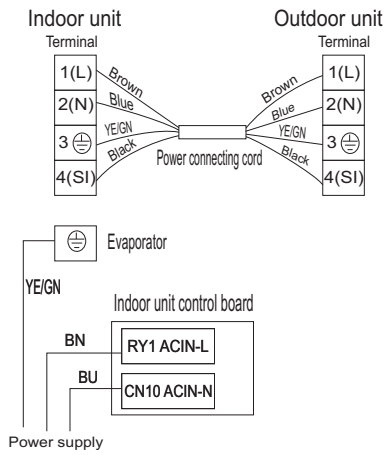 Indoor unit Outdoor unit
Terminal Terminal
1(L) Brown Brown 1(L)
2(N) Blue Blue 2(N)
3 YE/GN YE/GN 3
4(SI) Black Black 4(SI)
Power connecting cord
Evaporator
YE/GN
Indoor unit control board
BN RY1 ACIN-L
BU CN10 ACIN-N
Power supply